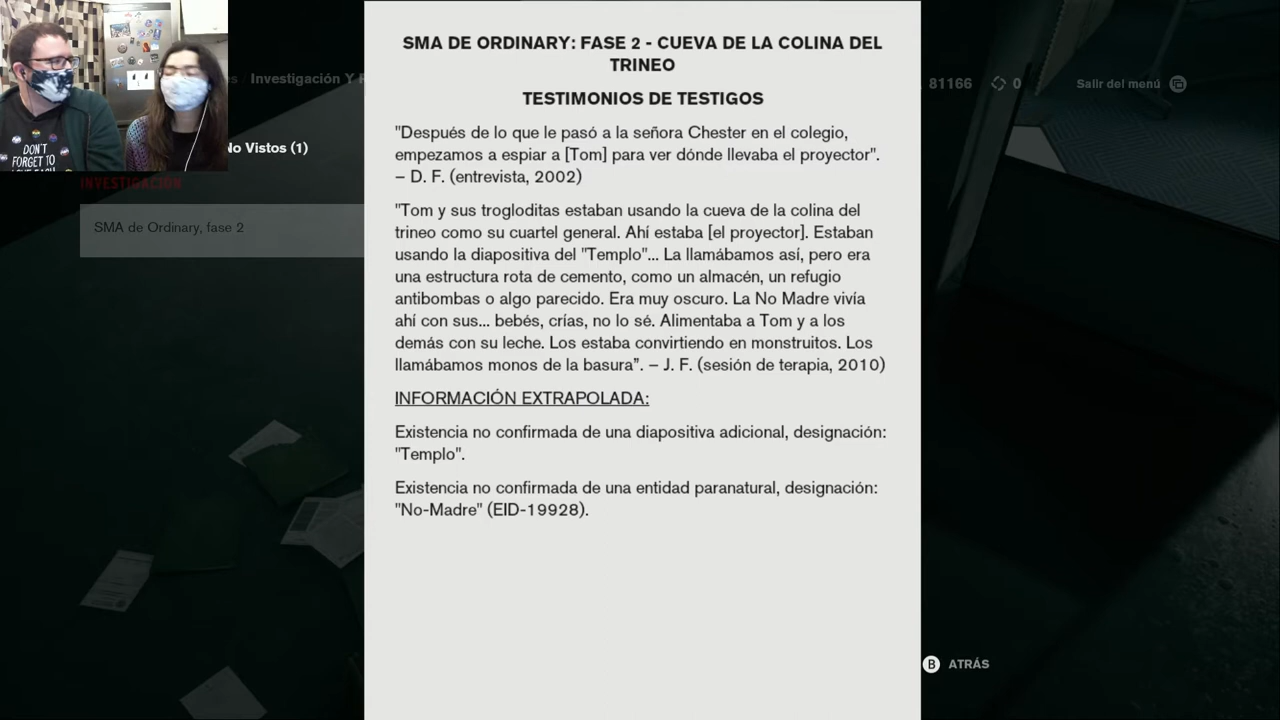 SMA DE ORDINARY: FASE 2 - CUEVA DE LA COLINA DEL
TRINEO
TESTIMONIOS DE TESTIGOS
Investigación Y R
81166
0
Salir del menú
"Después de lo que le pasó a la señora Chester en el colegio,
empezamos a espiar a [Tom] para ver dónde llevaba el proyector".
– D. F. (entrevista, 2002)
DON'T
FORGET TO
No Vistos (1)
INVESTIGACIÓN
SMA de Ordinary, fase 2
"Tom y sus trogloditas estaban usando la cueva de la colina del
trineo como su cuartel general. Ahí estaba [el proyector]. Estaban
usando la diapositiva del "Templo"... La llamábamos así, pero era
una estructura rota de cemento, como un almacén, un refugio
antibombas o algo parecido. Era muy oscuro. La No Madre vivía
ahí con sus... bebés, crías, no lo sé. Alimentaba a Tom y a los
demás con su leche. Los estaba convirtiendo en monstruitos. Los
llamábamos monos de la basura”. – J. F. (sesión de terapia, 2010)
INFORMACIÓN EXTRAPOLADA:
Existencia no confirmada de una diapositiva adicional, designación:
"Templo".
Existencia no confirmada de una entidad paranatural, designación:
"No-Madre" (EID-19928).
B ATRÁS